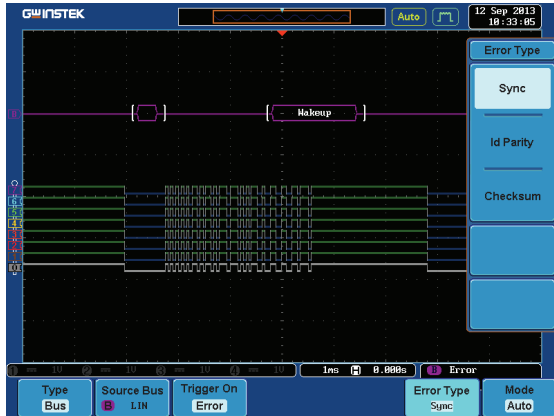 GWINSTEK
Auto
12 Sep 2013
10:33:05
Error Type
Sync
Id Parity
Checksum
B
Wakeup
1V 1V 1V 1V
1ms H 0.000s
B Error
Type
Bus
Source Bus
B LIN
Trigger On
Error
Error Type
Sync
Mode
Auto